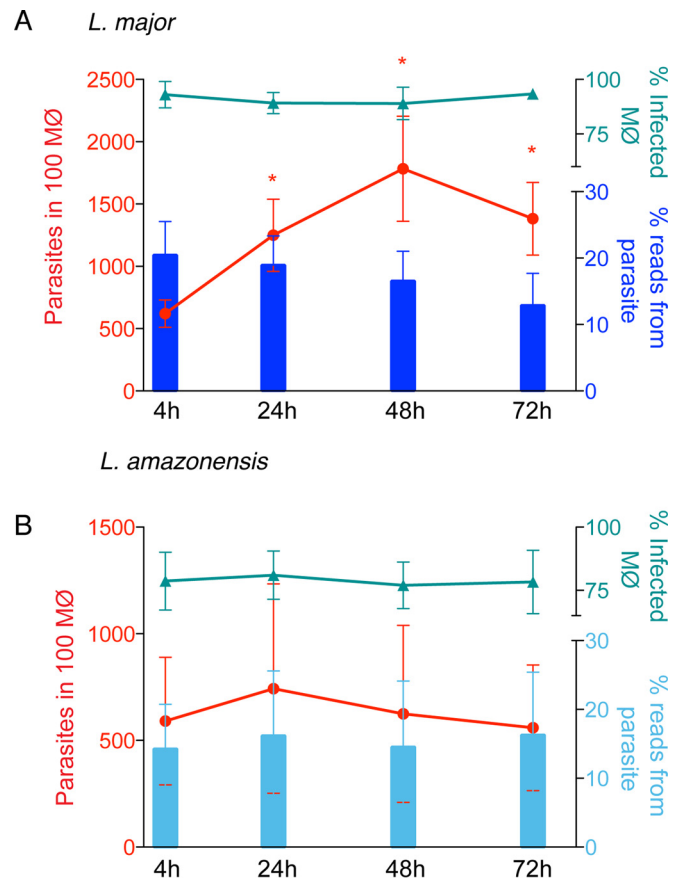 A
L. major
2500
2000
1500
1000
500
0
Parasites in 100 MØ
*
*
*
100
75
% Infected
MØ
30
20
10
0
% reads from
parasite
4h 24h 48h 72h
L. amazonensis
B
1500
1000
500
0
Parasites in 100 MØ
100
75
% Infected
MØ
30
20
10
0
% reads from
parasite
4h 24h 48h 72h